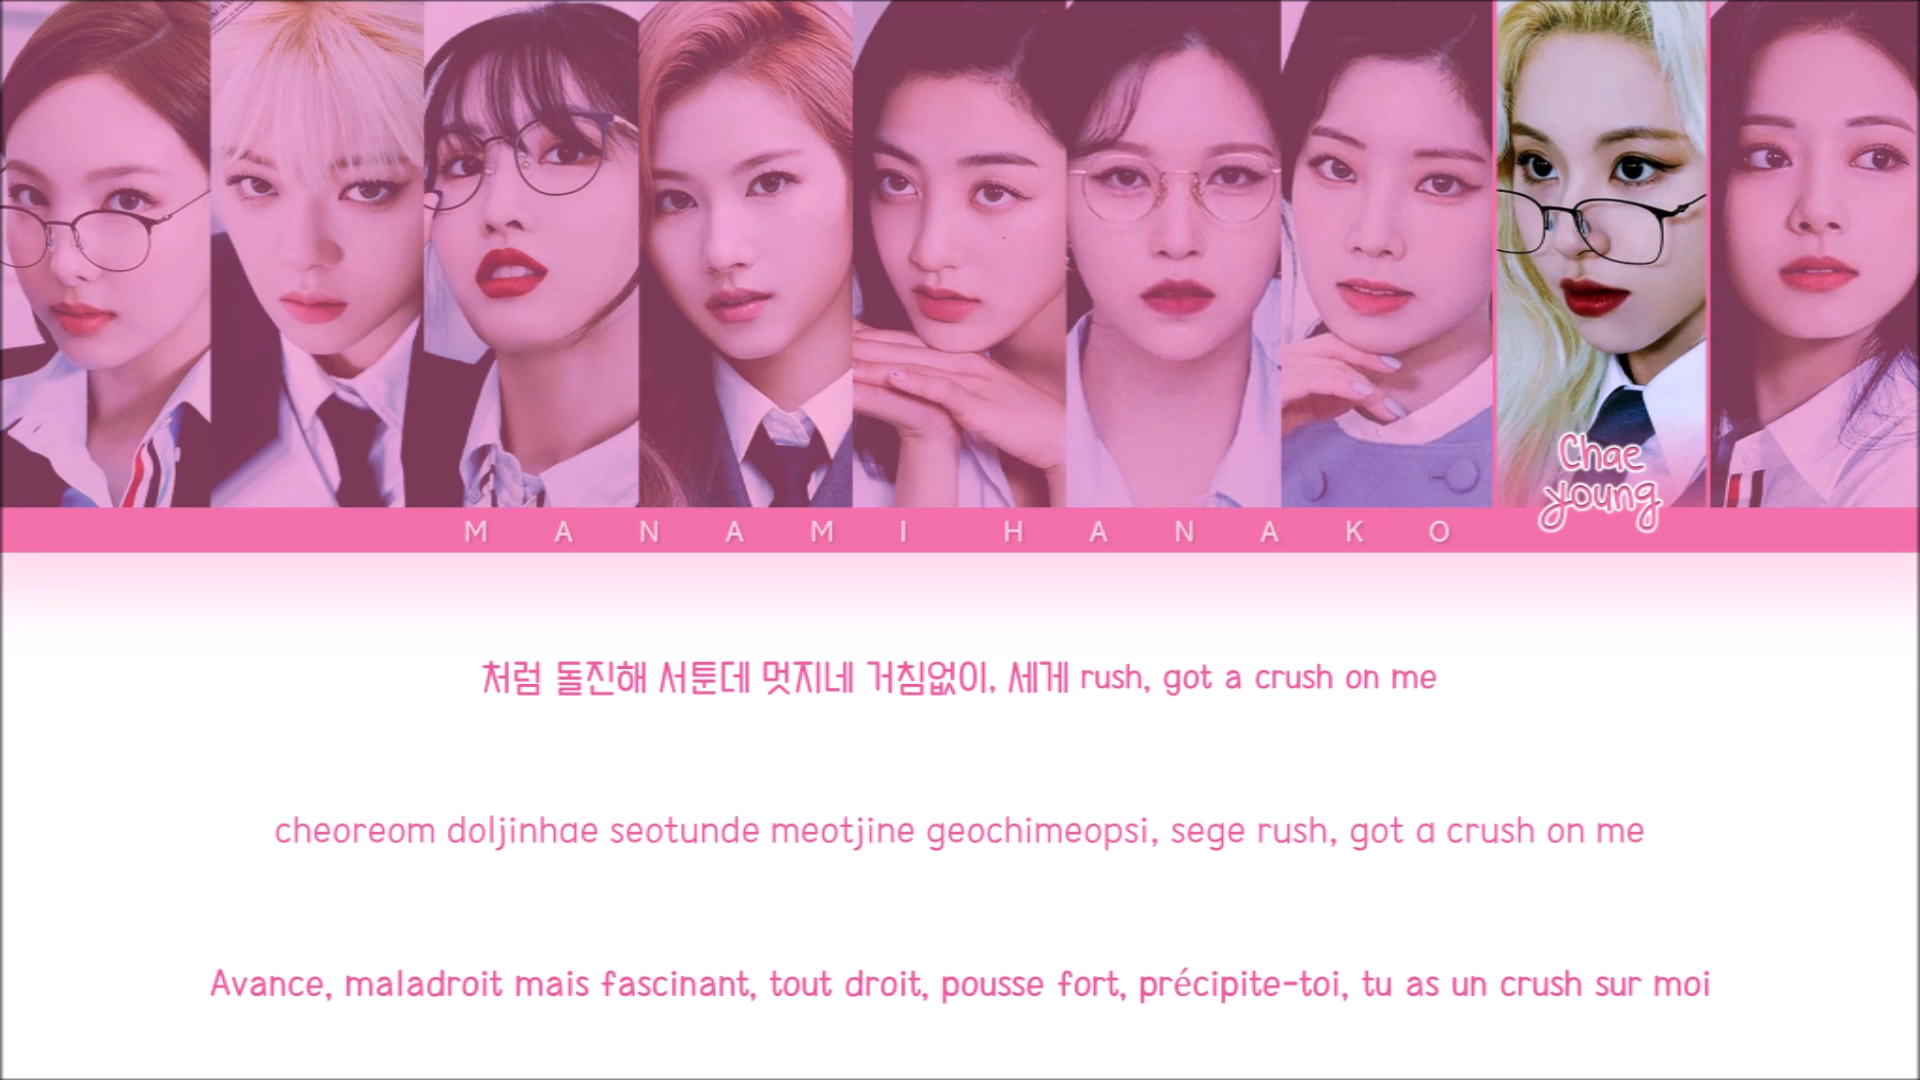 Chae
young
MANAMI HANAKO
처럼 돌진해 서툰데 멋지네 거침없이, 세게 rush, got a crush on me
cheoreom doljinhae seotunde meotjine geochimeopsi, sege rush, got a crush on me
Avance, maladroit mais fascinant, tout droit, pousse fort, précipite-toi, tu as un crush sur moi